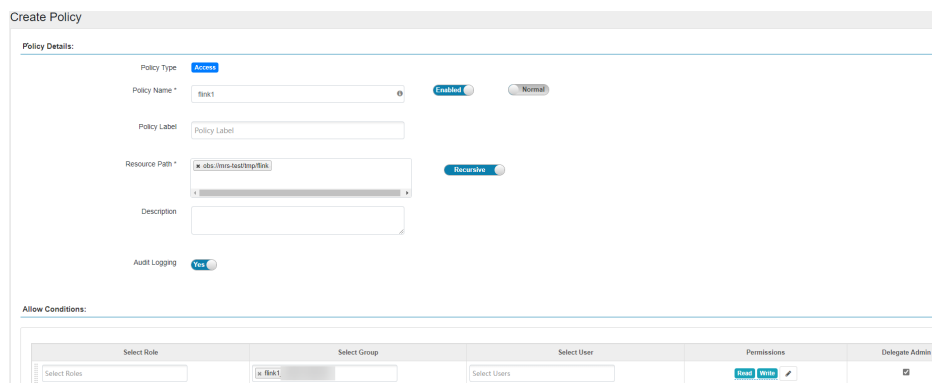 Create Policy
Policy Details:
Policy Type Access
Policy Name * flink1 Enabled Normal
Policy Label Policy Label
Resource Path * × obs://mrs-test/tmp/flink Recursive
Description
Audit Logging Yes
Allow Conditions:
Select Role Select Group Select User Permissions Delegate Admin
Select Roles × flink1 Select Users Read Write